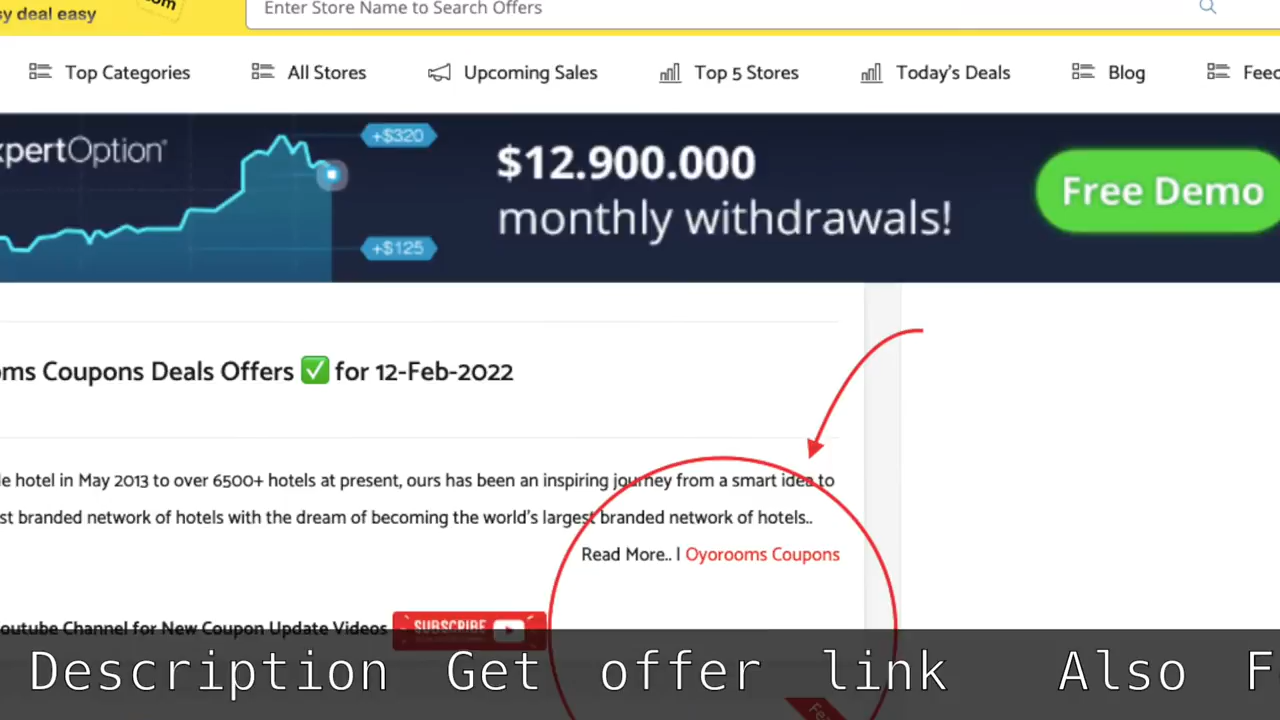 sy deal easy
com
Enter Store Name to Search Offers
Top Categories All Stores Upcoming Sales Top 5 Stores Today's Deals Blog Feed
xpertOption®
+$320
+$125
$12.900.000
monthly withdrawals!
Free Demo
oms Coupons Deals Offers ✅ for 12-Feb-2022
le hotel in May 2013 to over 6500+ hotels at present, ours has been an inspiring journey from a smart idea to
st branded network of hotels with the dream of becoming the world's largest branded network of hotels..
Read More.. | Oyorooms Coupons
outube Channel for New Coupon Update Videos SUBSCRIBE
Description Get offer link Also F